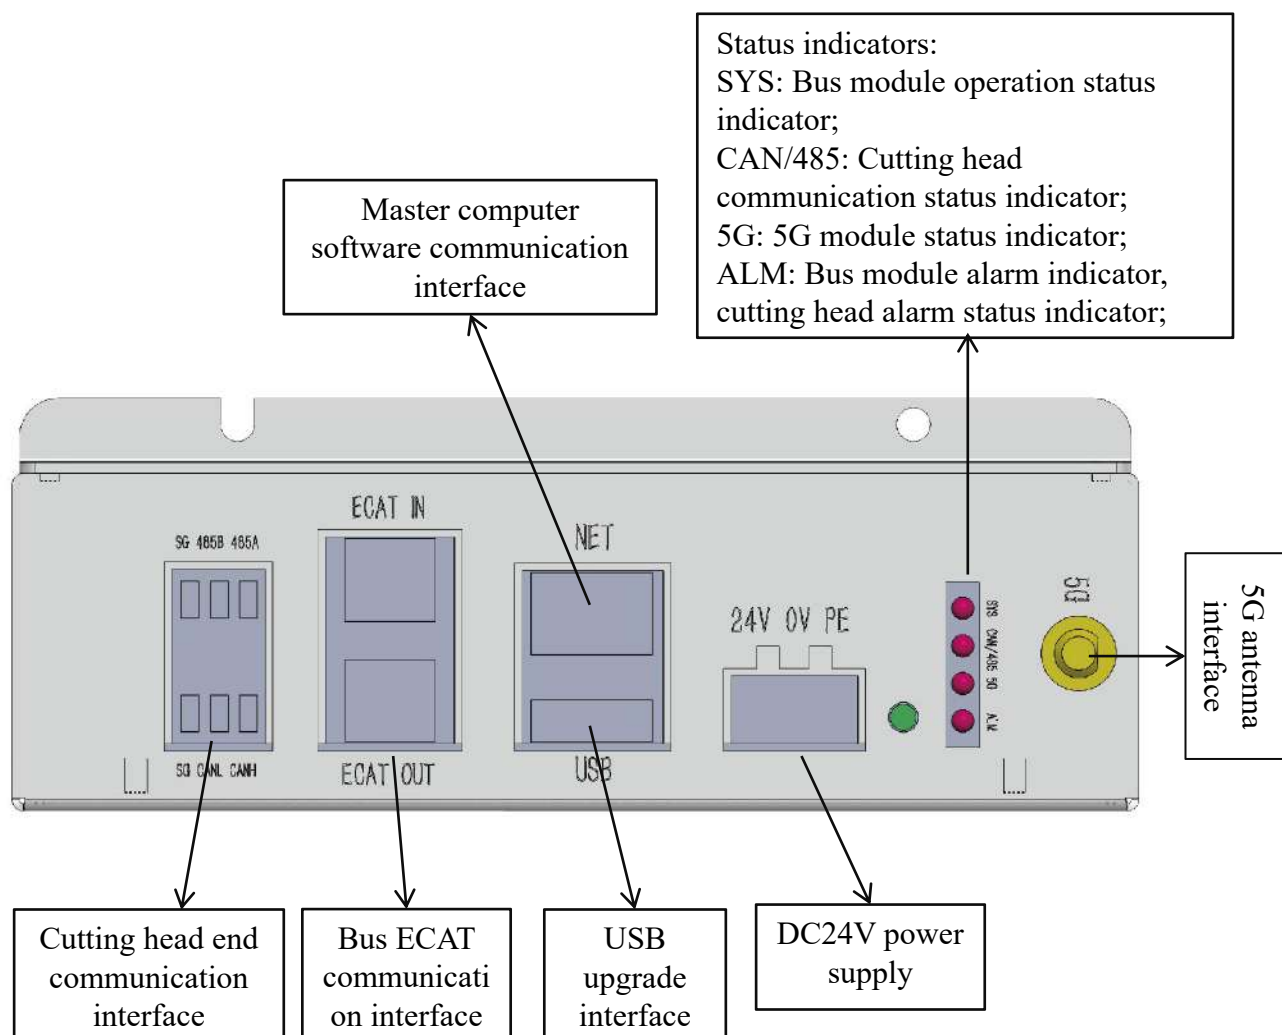 Status indicators:
SYS: Bus module operation status
indicator;
CAN/485: Cutting head
communication status indicator;
5G: 5G module status indicator;
ALM: Bus module alarm indicator,
cutting head alarm status indicator;
Master computer
software communication
interface
ECAT IN
NET
SG 485B 485A
24V 0V PE
SYS
CAN/485
5G
ALM
5G
5G antenna
interface
SG CANL CANH
ECAT OUT
USB
Cutting head end
communication
interface
Bus ECAT
communicati
on interface
USB
upgrade
interface
DC24V power
supply